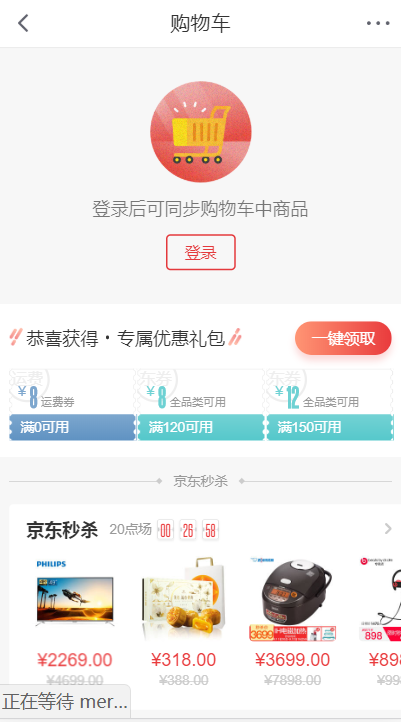 购物车
登录后可同步购物车中商品
登录
恭喜获得·专属优惠礼包
一键领取
运费 东券 东券
¥8 运费券 ¥8 全品类可用 ¥12 全品类可用
满0可用 满120可用 满150可用
京东秒杀
京东秒杀 20点场 00 26 58
PHILIPS
ZOJIRUSHI
3699
898
¥2269.00 ¥318.00 ¥3699.00 ¥898
¥4699.00 ¥388.00 ¥7898.00 ¥99
正在等待 mer...